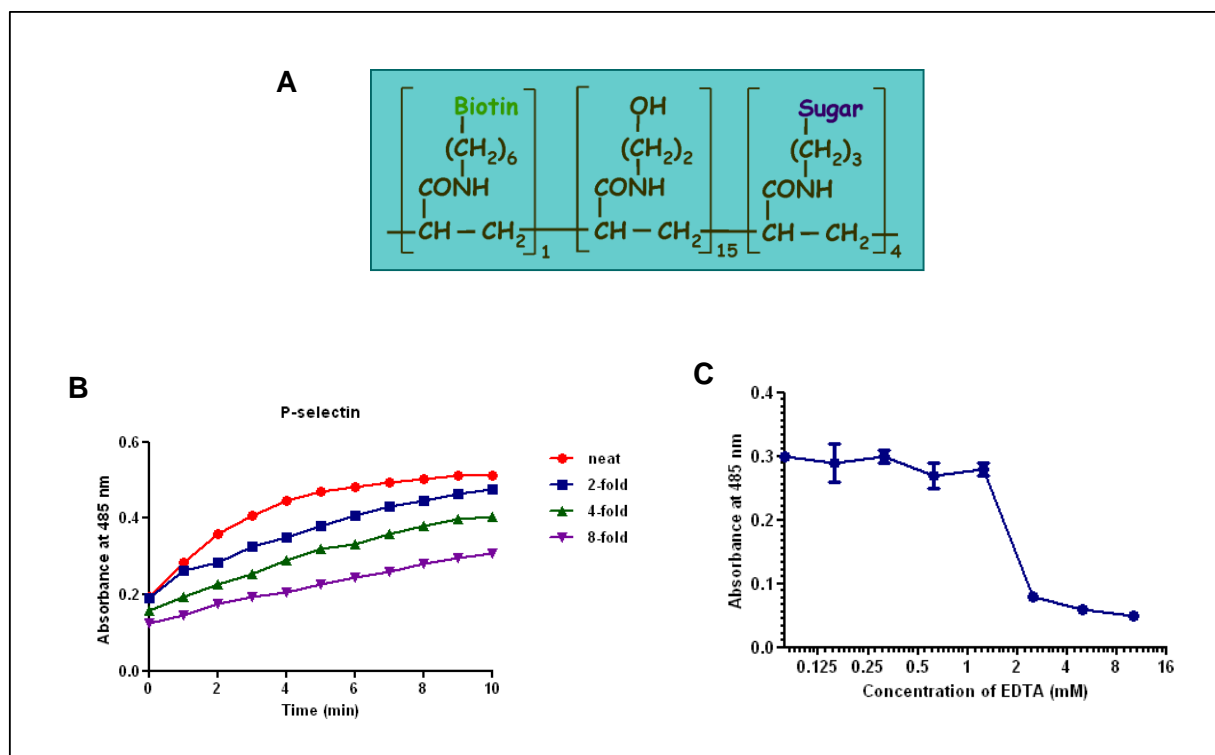 A
Biotin OH Sugar
(CH2)6 (CH2)2 (CH2)3
CONH CONH CONH
CH — CH2 CH — CH2 CH — CH2
1 15 4
B
P-selectin
Absorbance at 485 nm
0.6
0.4
0.2
0.0
0 2 4 6 8 10
Time (min)
neat
2-fold
4-fold
8-fold
C
Absorbance at 485 nm
0.4
0.3
0.2
0.1
0.0
0.125 0.25 0.5 1 2 4 8 16
Concentration of EDTA (mM)